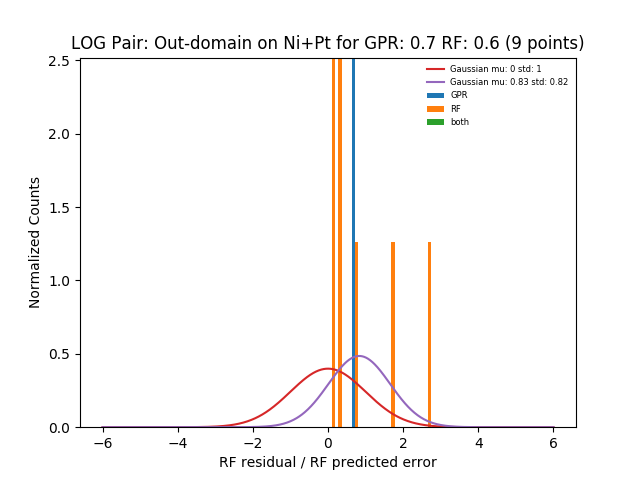 LOG Pair: Out-domain on Ni+Pt for GPR: 0.7 RF: 0.6 (9 points)
Gaussian mu: 0 std: 1
Gaussian mu: 0.83 std: 0.82
GPR
RF
both
Normalized Counts
2.5
2.0
1.5
1.0
0.5
0.0
−6 −4 −2 0 2 4 6
RF residual / RF predicted error